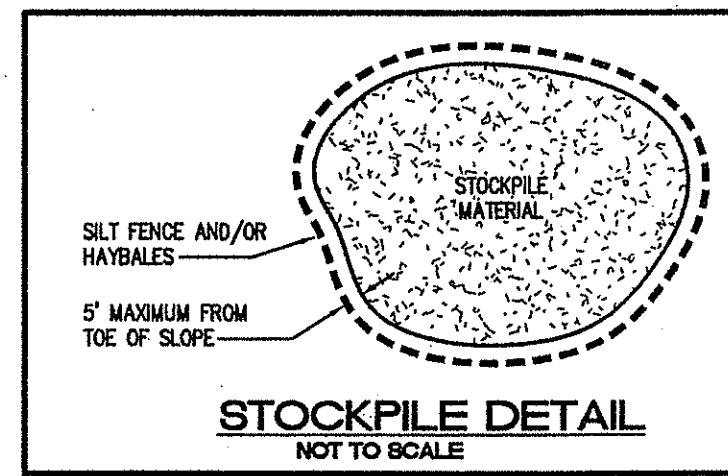 STOCKPILE
MATERIAL
SILT FENCE AND/OR
HAYBALES
5' MAXIMUM FROM
TOE OF SLOPE
STOCKPILE DETAIL
NOT TO SCALE